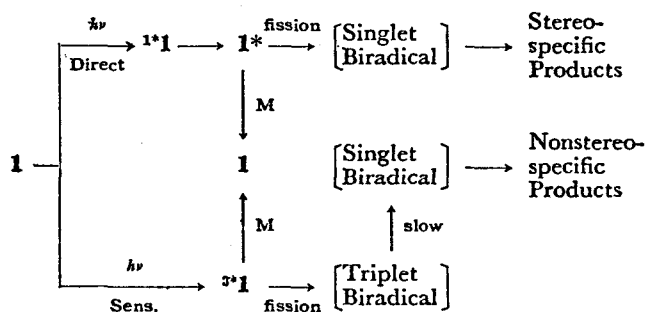 hν
Direct
¹*1
1*
fission
[Singlet Biradical]
Stereo-
specific
Products
M
1
1
[Singlet Biradical]
Nonstereo-
specific
Products
M
slow
hν
Sens.
³*1
fission
[Triplet Biradical]